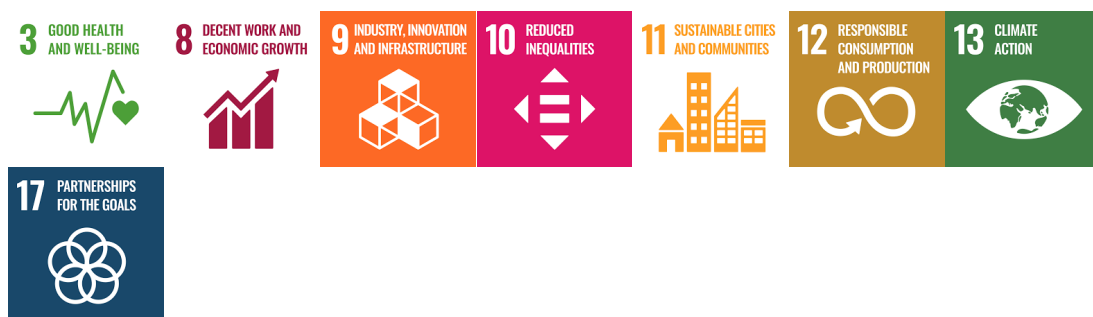 3 GOOD HEALTH
AND WELL-BEING
8 DECENT WORK AND
ECONOMIC GROWTH
9 INDUSTRY, INNOVATION
AND INFRASTRUCTURE
10 REDUCED
INEQUALITIES
11 SUSTAINABLE CITIES
AND COMMUNITIES
12 RESPONSIBLE
CONSUMPTION
AND PRODUCTION
13 CLIMATE
ACTION
17 PARTNERSHIPS
FOR THE GOALS